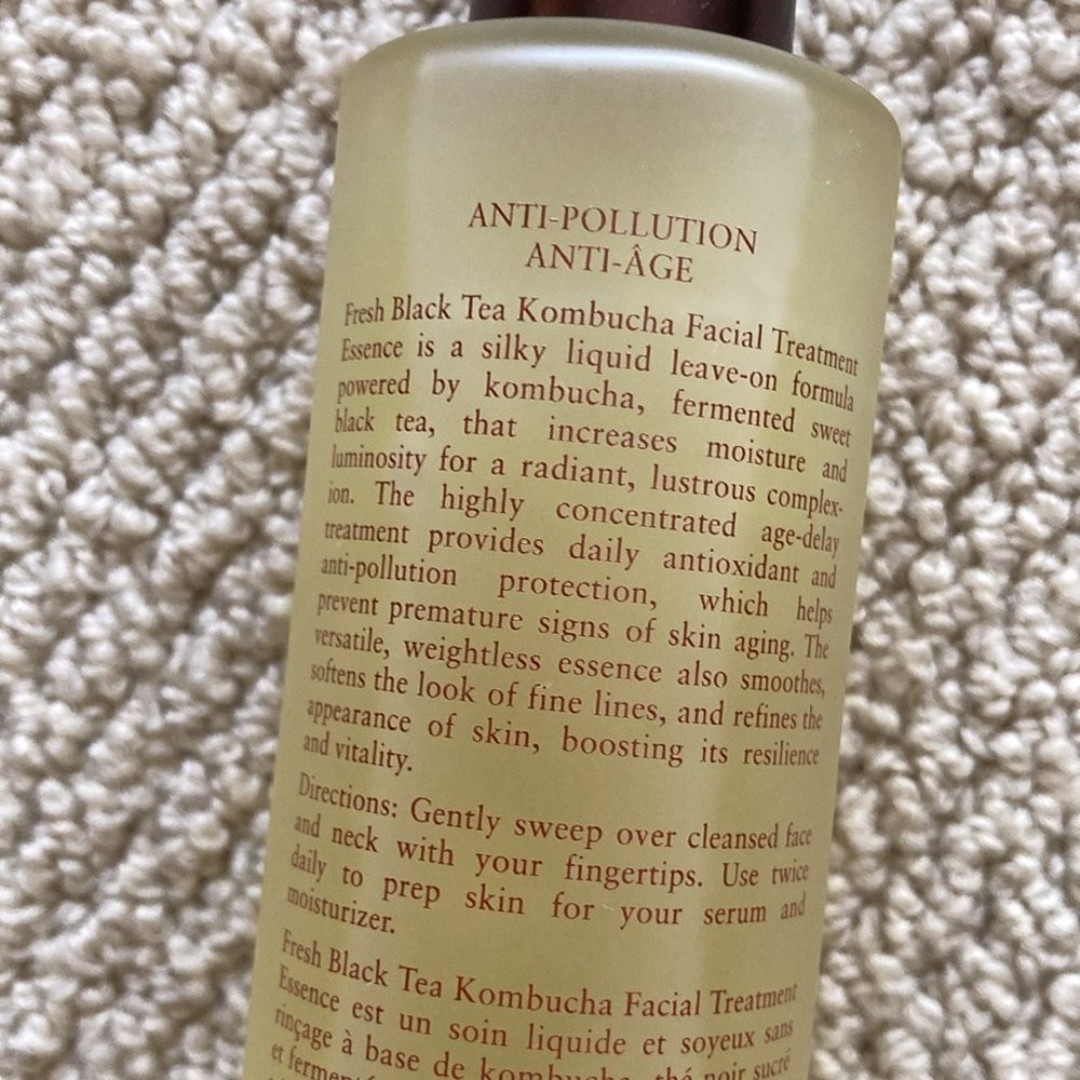 ANTI-POLLUTION
ANTI-ÂGE
Fresh Black Tea Kombucha Facial Treatment
Essence is a silky liquid leave-on formula
powered by kombucha, fermented sweet
black tea, that increases moisture and
luminosity for a radiant, lustrous complex-
ion. The highly concentrated age-delay
treatment provides daily antioxidant and
anti-pollution protection, which helps
prevent premature signs of skin aging. The
versatile, weightless essence also smoothes,
softens the look of fine lines, and refines the
appearance of skin, boosting its resilience
and vitality.
Directions: Gently sweep over cleansed face
and neck with your fingertips. Use twice
daily to prep skin for your serum and
moisturizer.
Fresh Black Tea Kombucha Facial Treatment
Essence est un soin liquide et soyeux sans
rinçage à base de kombucha, thé noir sucré
et